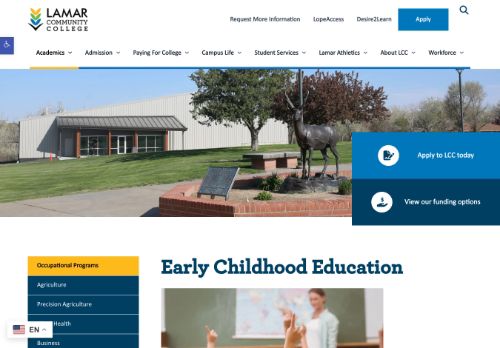 LAMAR
COMMUNITY
COLLEGE
Request More Information LopeAccess Desire2Learn Apply
Academics Admission Paying For College Campus Life Student Services Lamar Athletics About LCC Workforce
Apply to LCC today
View our funding options
Occupational Programs
Agriculture
Precision Agriculture
Health
Business
Early Childhood Education
EN